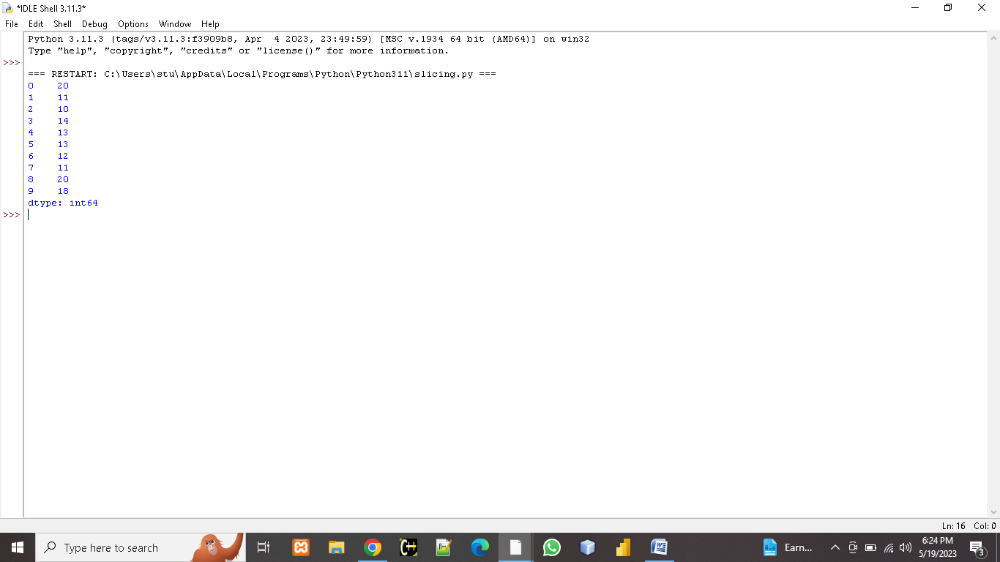 *IDLE Shell 3.11.3*
File Edit Shell Debug Options Window Help
Python 3.11.3 (tags/v3.11.3:f3909b8, Apr  4 2023, 23:49:59) [MSC v.1934 64 bit (AMD64)] on win32
Type "help", "copyright", "credits" or "license()" for more information.
>>>
=== RESTART: C:\Users\stu\AppData\Local\Programs\Python\Python311\slicing.py ===
0    20
1    11
2    10
3    14
4    13
5    13
6    12
7    11
8    20
9    18
dtype: int64
>>>
Ln: 16 Col: 0
Type here to search
Earn...
6:24 PM
5/19/2023
3